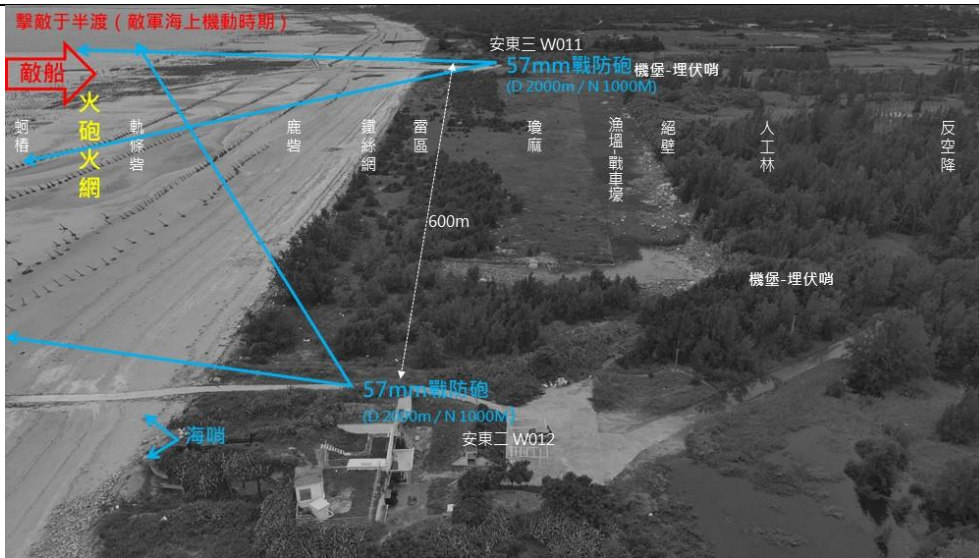 擊敵于半渡（敵軍海上機動時期）
安東三 W011
57mm戰防砲
機堡-埋伏哨
(D 2000m / N 1000M)
敵船
火砲火網
蚵樁
軌條砦
鹿砦
鐵絲網
雷區
瓊麻
漁塭-戰車壕
絕壁
人工林
反空降
600m
機堡-埋伏哨
57mm戰防砲
(D 2000m / N 1000M)
海哨
安東二 W012